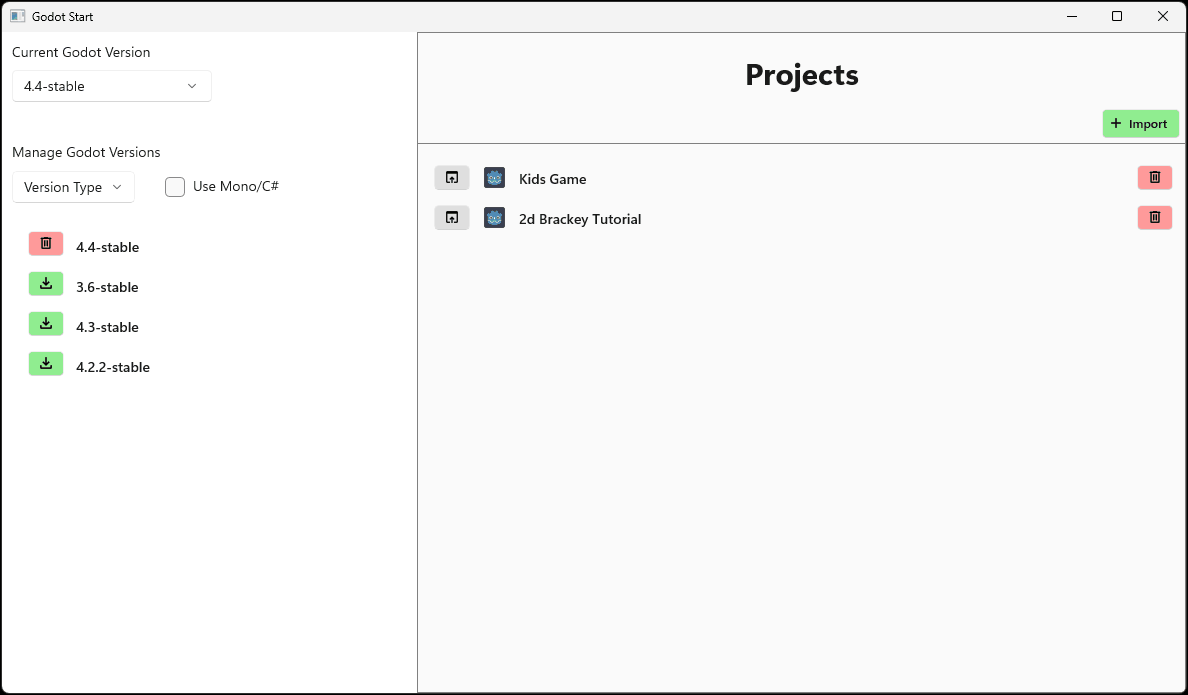 Godot Start
Current Godot Version
4.4-stable
Manage Godot Versions
Version Type
Use Mono/C#
4.4-stable
3.6-stable
4.3-stable
4.2.2-stable
Projects
Import
Kids Game
2d Brackey Tutorial